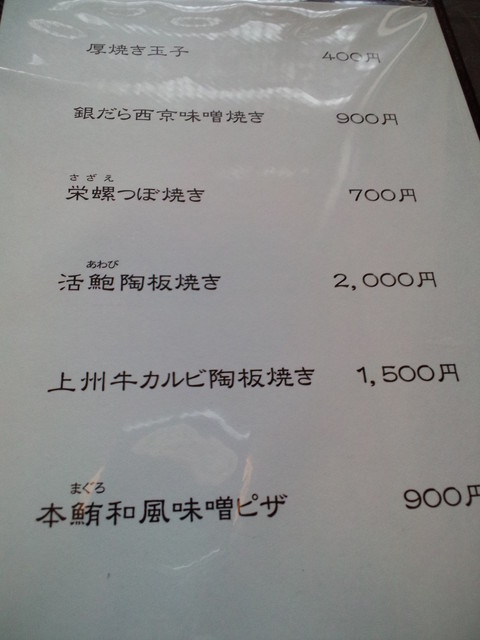 厚焼き玉子 400円
銀だら西京味噌焼き 900円
さざえ
栄螺つぼ焼き 700円
あわび
活鮑陶板焼き 2,000円
上州牛カルビ陶板焼き 1,500円
まぐろ
本鮪和風味噌ピザ 900円